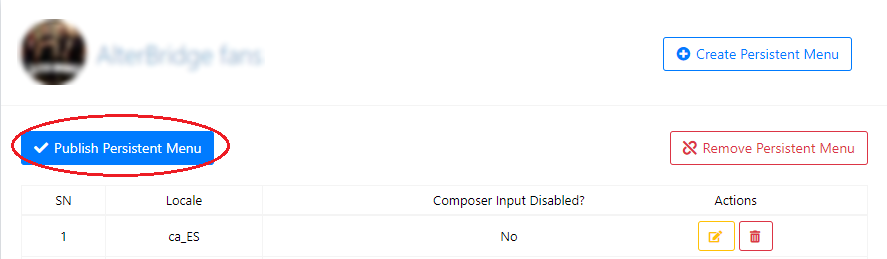 AlterBridge fans
Create Persistent Menu
Publish Persistent Menu
Remove Persistent Menu
SN Locale Composer Input Disabled? Actions
1 ca_ES No